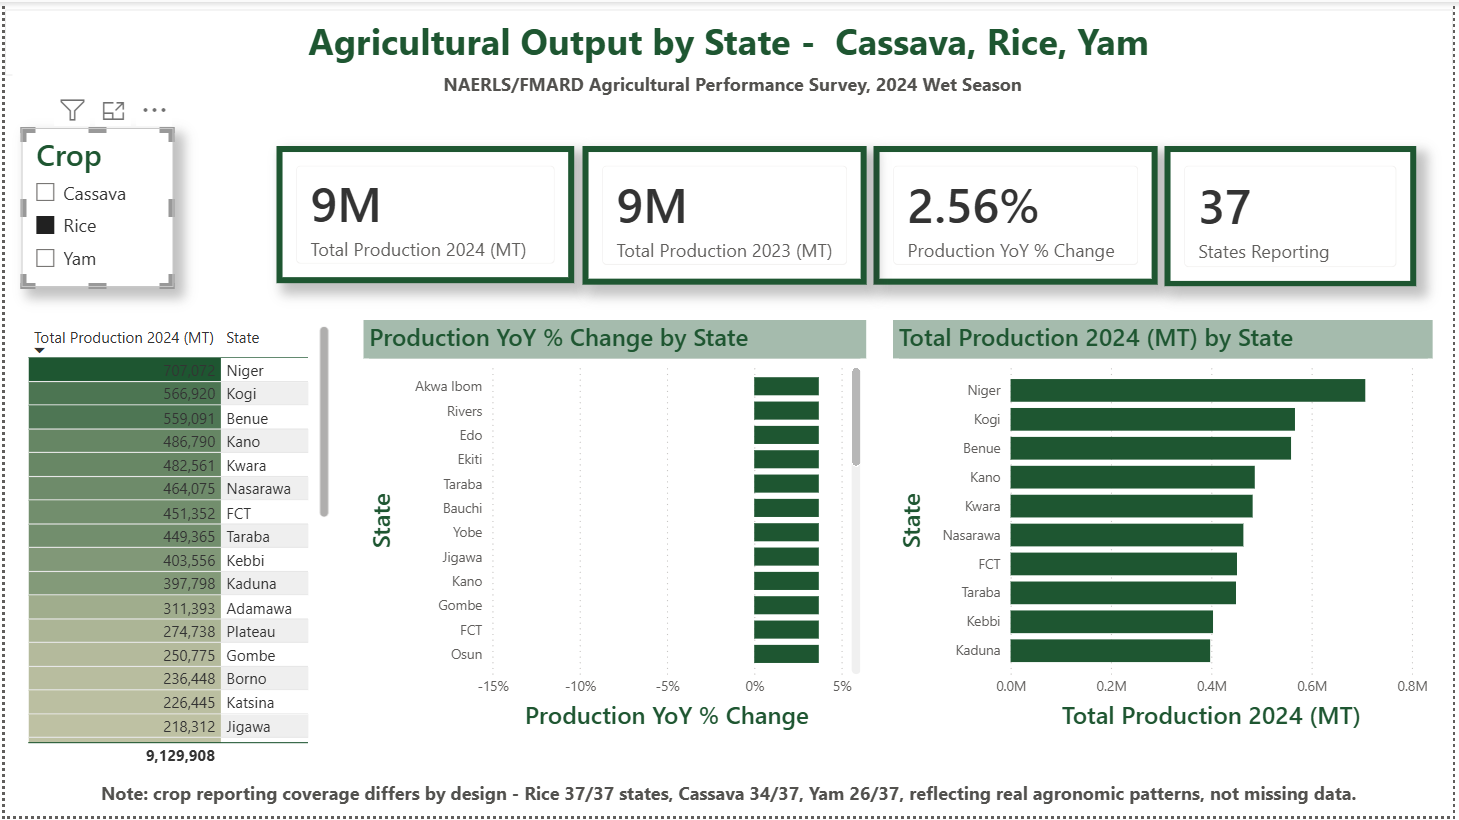 Agricultural Output by State -  Cassava, Rice, Yam
NAERLS/FMARD Agricultural Performance Survey, 2024 Wet Season
Crop
Cassava
Rice
Yam
9M
Total Production 2024 (MT)
9M
Total Production 2023 (MT)
2.56%
Production YoY % Change
37
States Reporting
Total Production 2024 (MT) State
707,072 Niger
566,920 Kogi
559,091 Benue
486,790 Kano
482,561 Kwara
464,075 Nasarawa
451,352 FCT
449,365 Taraba
403,556 Kebbi
397,798 Kaduna
311,393 Adamawa
274,738 Plateau
250,775 Gombe
236,448 Borno
226,445 Katsina
218,312 Jigawa
9,129,908
Production YoY % Change by State
State
Akwa Ibom
Rivers
Edo
Ekiti
Taraba
Bauchi
Yobe
Jigawa
Kano
Gombe
FCT
Osun
-15% -10% -5% 0% 5%
Production YoY % Change
Total Production 2024 (MT) by State
State
Niger
Kogi
Benue
Kano
Kwara
Nasarawa
FCT
Taraba
Kebbi
Kaduna
0.0M 0.2M 0.4M 0.6M 0.8M
Total Production 2024 (MT)
Note: crop reporting coverage differs by design - Rice 37/37 states, Cassava 34/37, Yam 26/37, reflecting real agronomic patterns, not missing data.